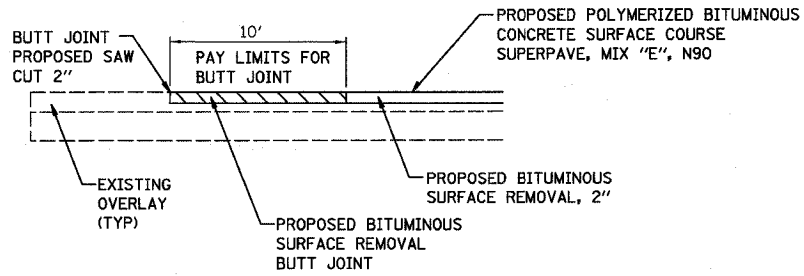 PROPOSED POLYMERIZED BITUMINOUS
CONCRETE SURFACE COURSE
SUPERPAVE, MIX "E", N90
10'
BUTT JOINT
PROPOSED SAW
CUT 2"
PAY LIMITS FOR
BUTT JOINT
EXISTING
OVERLAY
(TYP)
PROPOSED BITUMINOUS
SURFACE REMOVAL, 2"
PROPOSED BITUMINOUS
SURFACE REMOVAL
BUTT JOINT